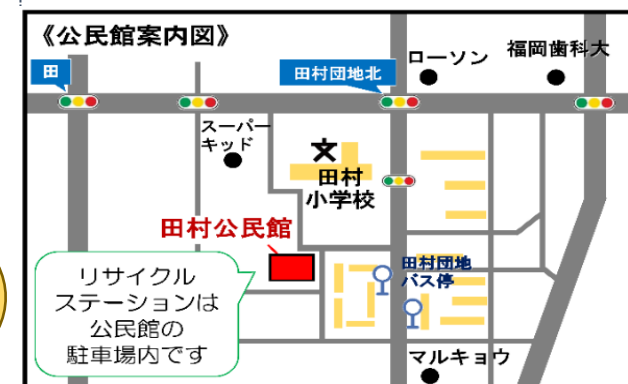 《公民館案内図》
田
田村団地北
ローソン
福岡歯科大
スーパー
キッド
文
田村
小学校
田村公民館
田村団地
バス停
リサイクル
ステーションは
公民館の
駐車場内です
マルキョウ